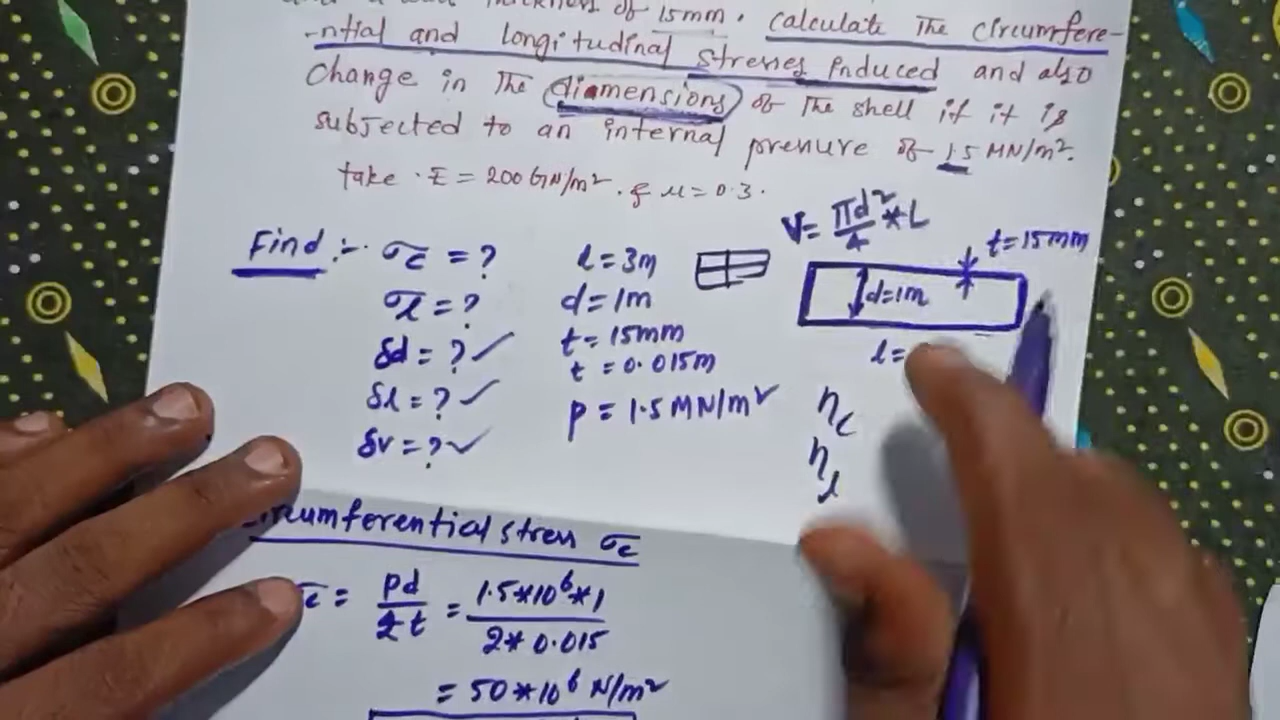 thickness of 15mm. Calculate the circumfere-
-ntial and longitudinal stresses induced and also
change in the diamensions of the shell if it is
subjected to an internal pressure of 1.5 MN/m².
take . E = 200 GN/m². & μ = 0.3.
Find :-. σc = ?
σl = ?
δd = ? ✓
δl = ? ✓
δv = ? ✓
l = 3m
d = 1m
t = 15mm
t = 0.015m
p = 1.5 MN/m²
V = πd²/4 * L
t = 15mm
d = 1m
l =
ηc
ηl
Circumferential stress σc
σc = pd/2t = 1.5*10⁶*1/2*0.015
= 50*10⁶ N/m²